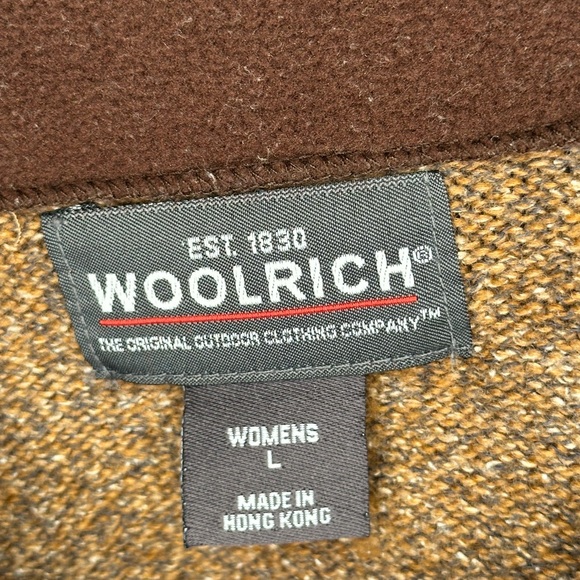 EST. 1830
WOOLRICH®
THE ORIGINAL OUTDOOR CLOTHING COMPANY™
WOMENS
L
MADE IN
HONG KONG